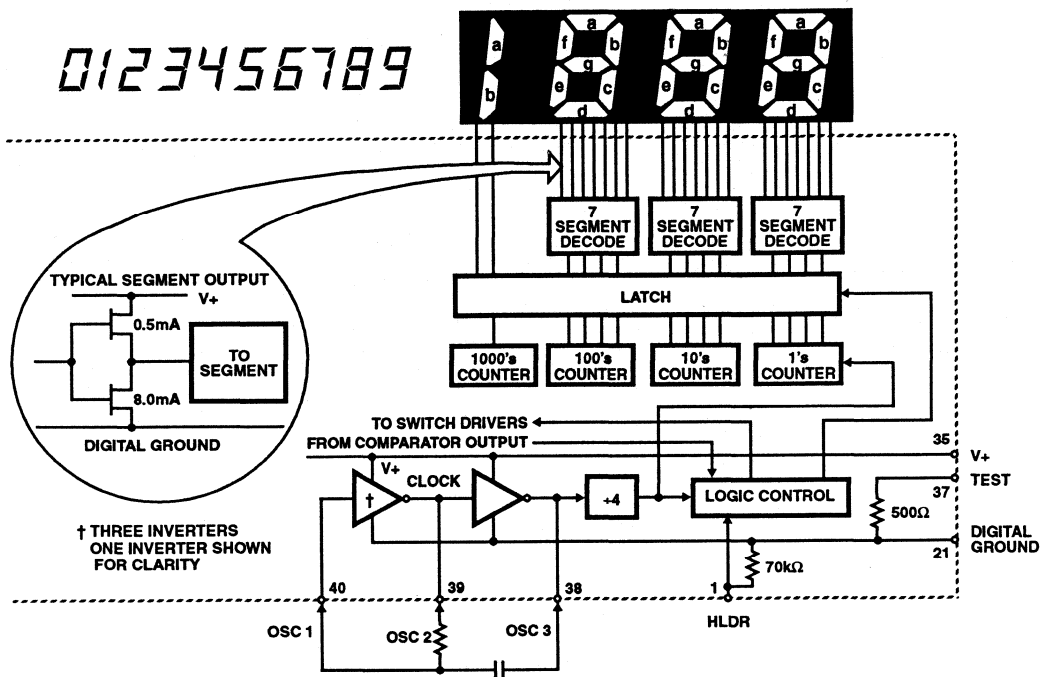 0123456789
a
b
a
f b
g
e c
d
a
f b
g
e c
d
a
f b
g
e c
d
7
SEGMENT
DECODE
7
SEGMENT
DECODE
7
SEGMENT
DECODE
TYPICAL SEGMENT OUTPUT
V+
0.5mA
TO
SEGMENT
8.0mA
DIGITAL GROUND
LATCH
1000's
COUNTER
100's
COUNTER
10's
COUNTER
1's
COUNTER
TO SWITCH DRIVERS
FROM COMPARATOR OUTPUT
35
V+
V+
CLOCK
†
÷4
LOGIC CONTROL
TEST
37
500Ω
DIGITAL
GROUND
21
70kΩ
† THREE INVERTERS
ONE INVERTER SHOWN
FOR CLARITY
40
39
38
1
OSC 1
OSC 2
OSC 3
HLDR